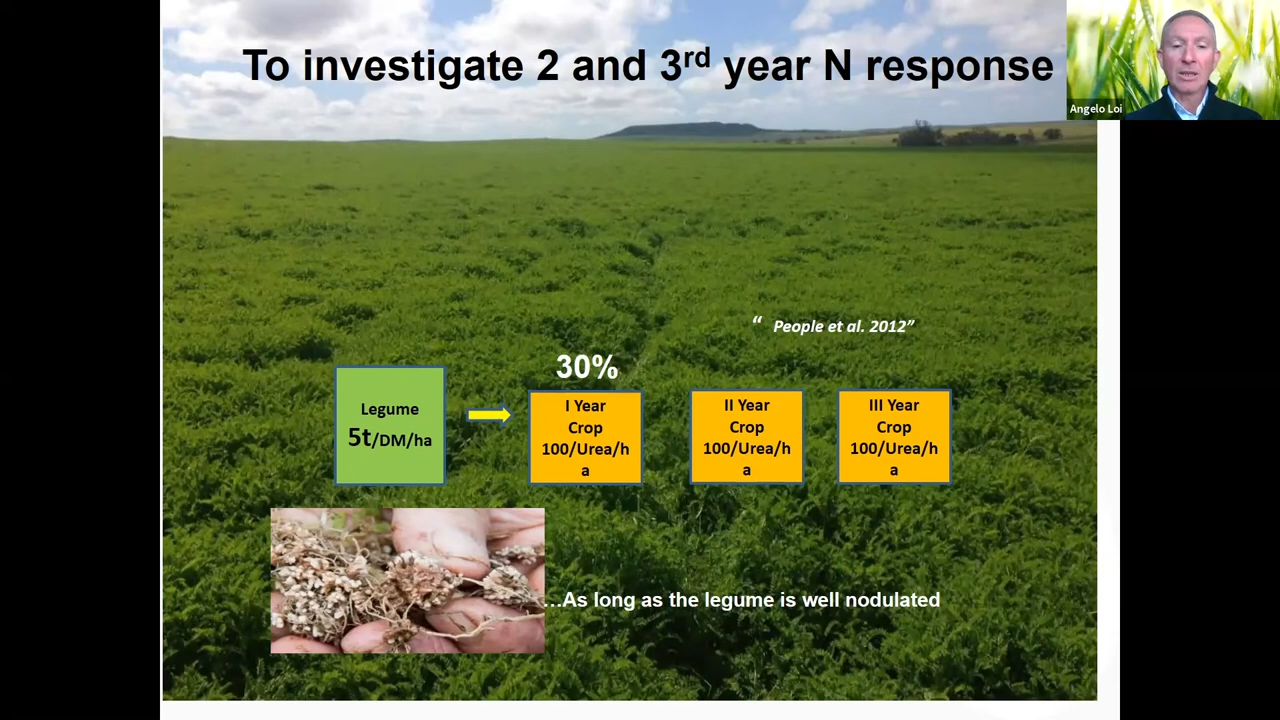 To investigate 2 and 3rd year N response
Angelo Loi
“ People et al. 2012”
30%
Legume
5t/DM/ha
I Year
Crop
100/Urea/h
a
II Year
Crop
100/Urea/h
a
III Year
Crop
100/Urea/h
a
...As long as the legume is well nodulated